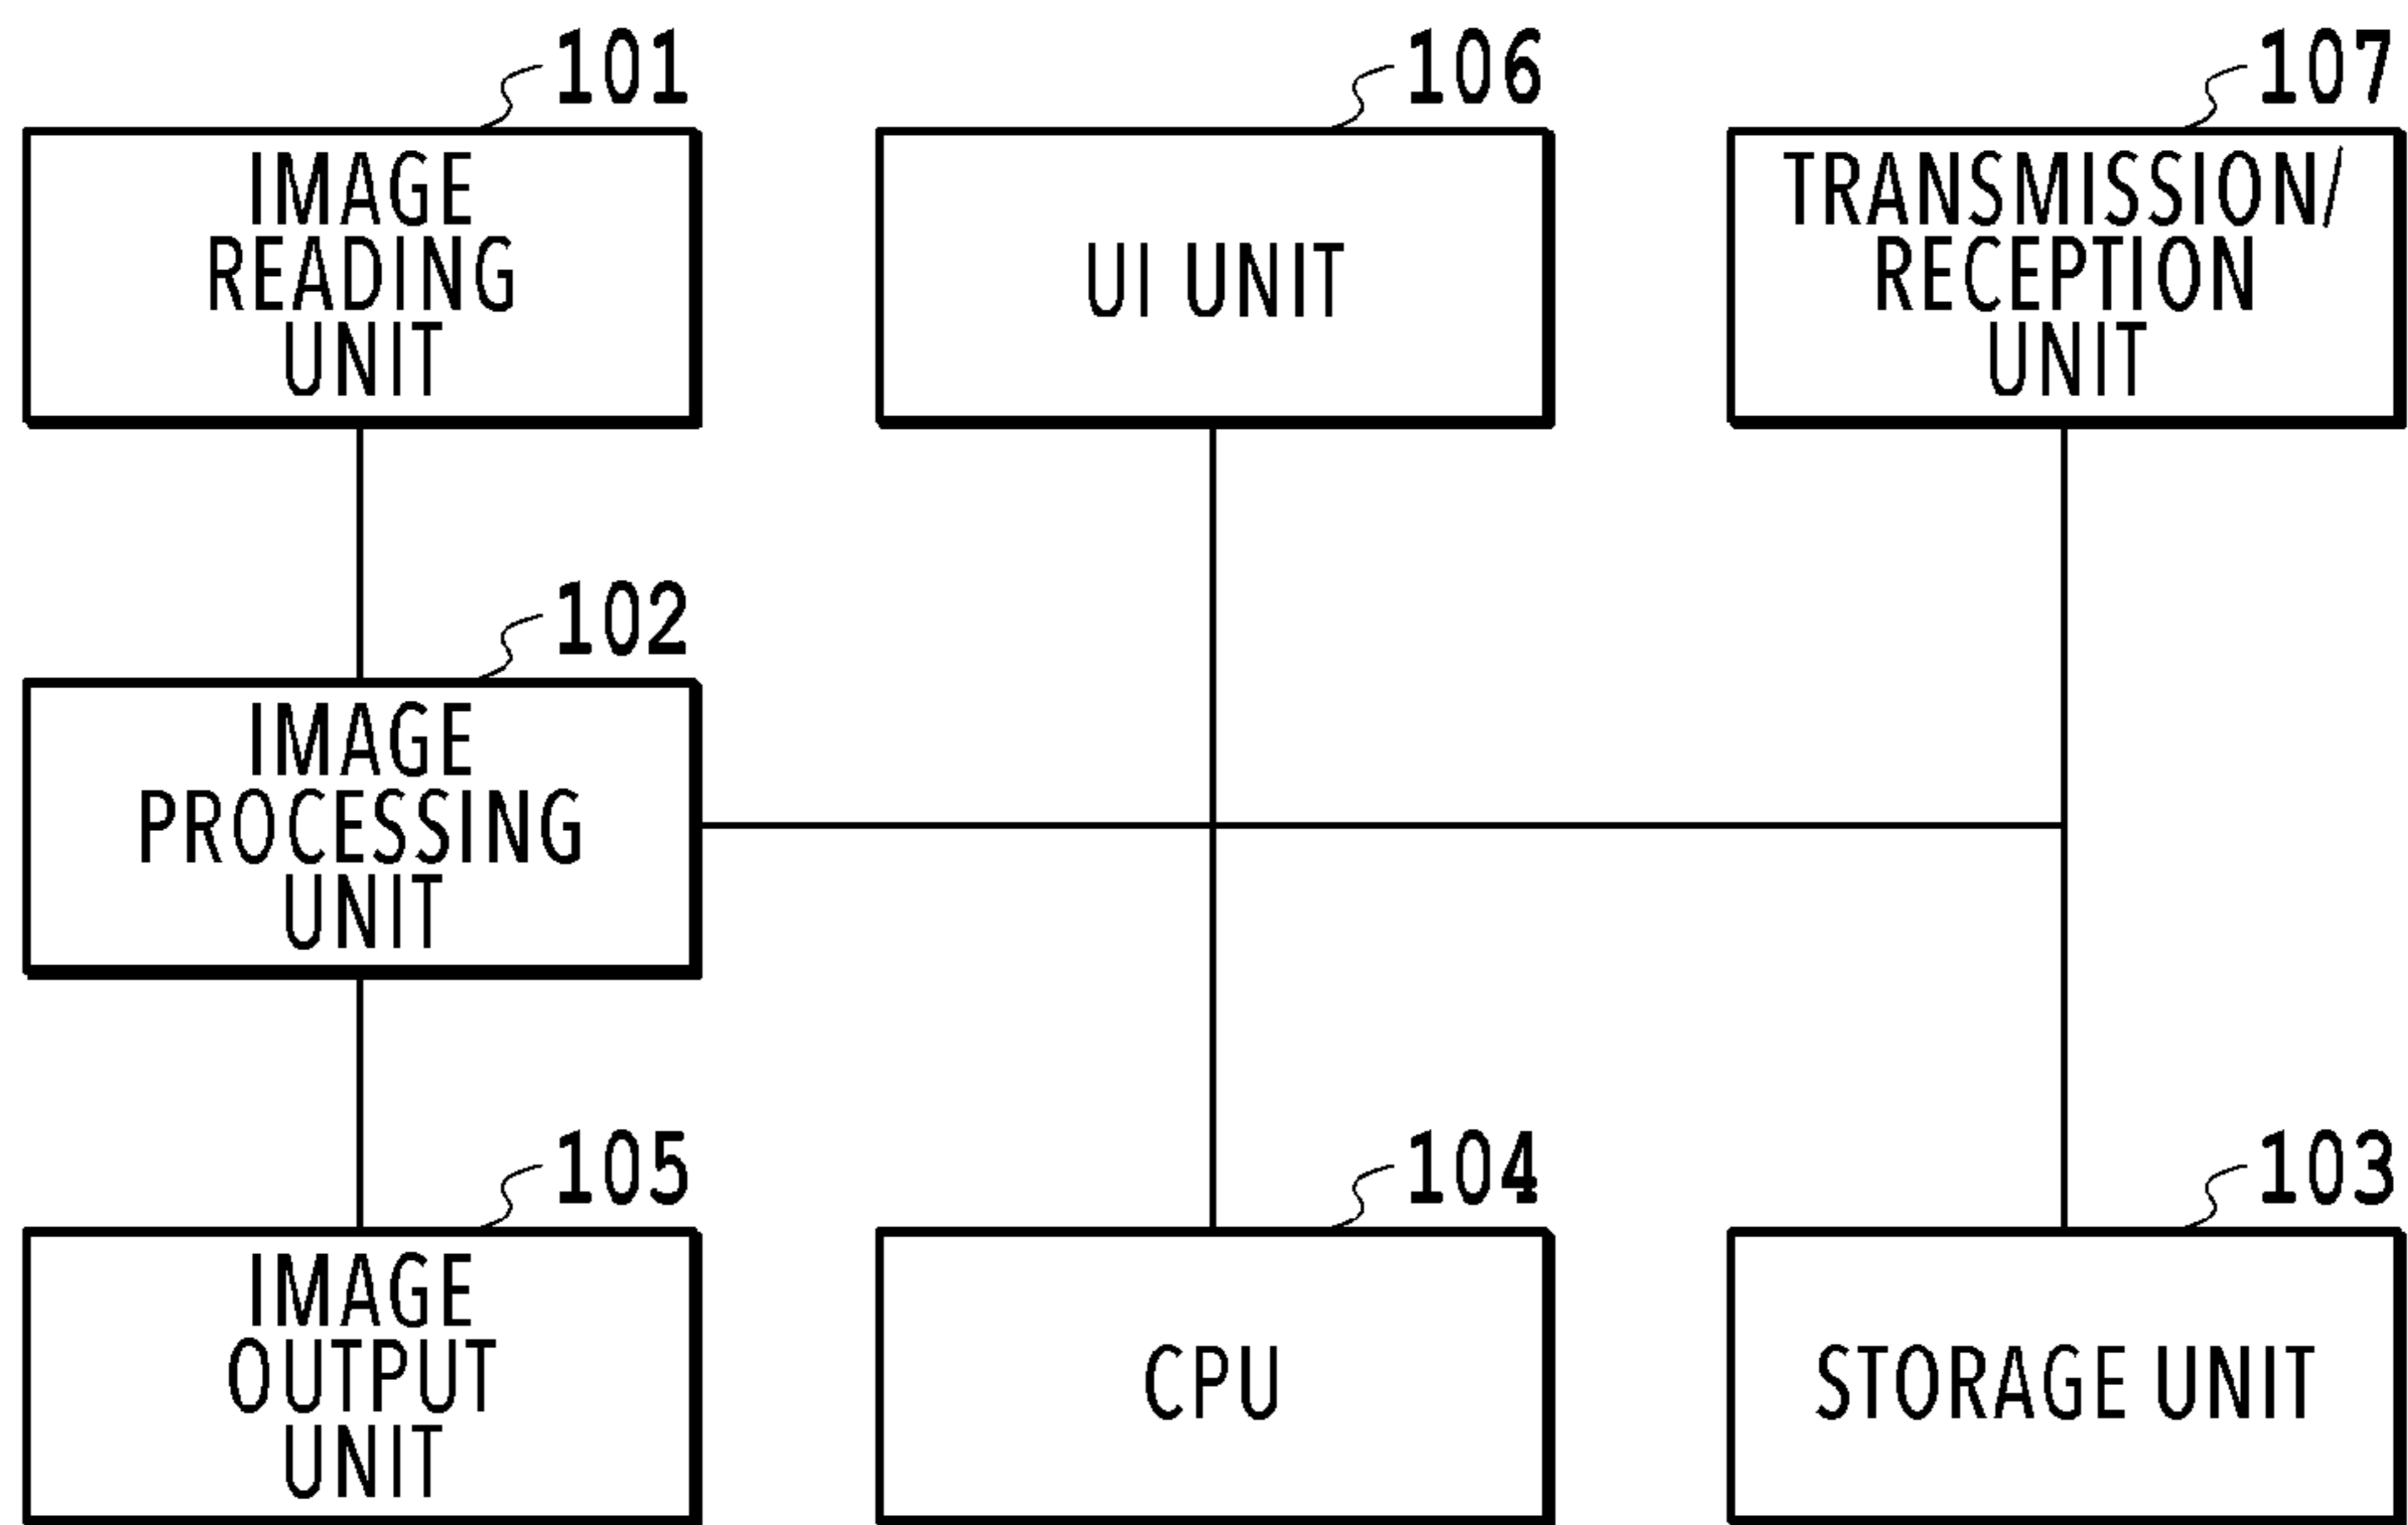 101
IMAGE
READING
UNIT
106
UI UNIT
107
TRANSMISSION/
RECEPTION
UNIT
102
IMAGE
PROCESSING
UNIT
105
IMAGE
OUTPUT
UNIT
104
CPU
103
STORAGE UNIT